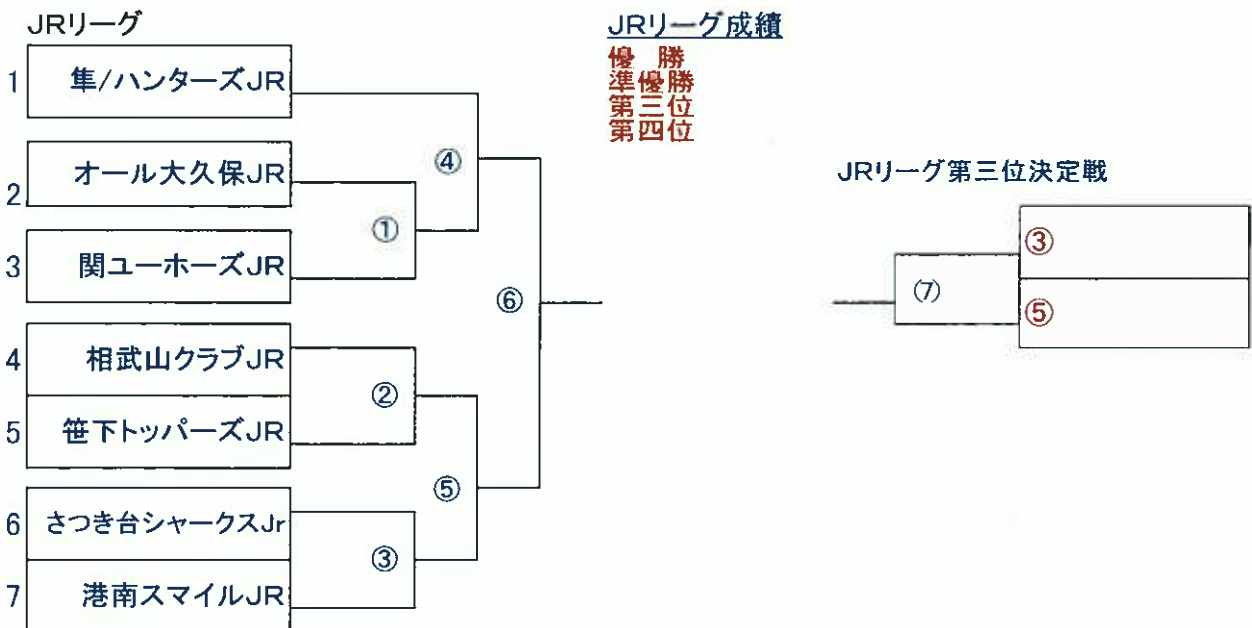 JRリーグ
1 隼/ハンターズJR
2 オール大久保JR
3 関ユーホーズJR
4 相武山クラブJR
5 笹下トッパーズJR
6 さつき台シャークスJr
7 港南スマイルJR
④
①
⑥
②
⑤
③
JRリーグ成績
優 勝
準優勝
第三位
第四位
JRリーグ第三位決定戦
③
(7)
⑤